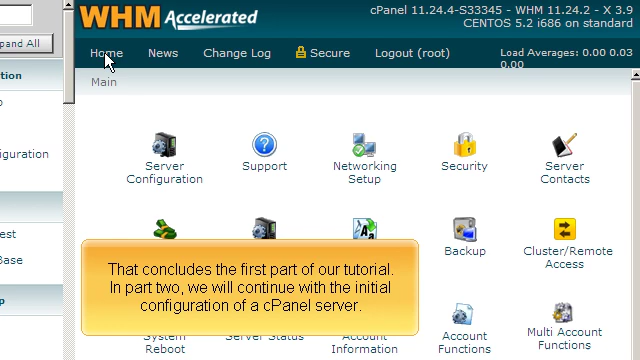 WHM Accelerated
cPanel 11.24.4-S33345 - WHM 11.24.2 - X 3.9
CENTOS 5.2 i686 on standard
pand All
Home
News
Change Log
Secure
Logout (root)
Load Averages: 0.00 0.03
0.00
Main
tion
iguration
est
Base
Server
Configuration
Support
Networking
Setup
Security
Server
Contacts
Backup
Cluster/Remote
Access
That concludes the first part of our tutorial.
In part two, we will continue with the initial
configuration of a cPanel server.
System
Reboot
Server Status
Account
Information
Account
Functions
Multi Account
Functions